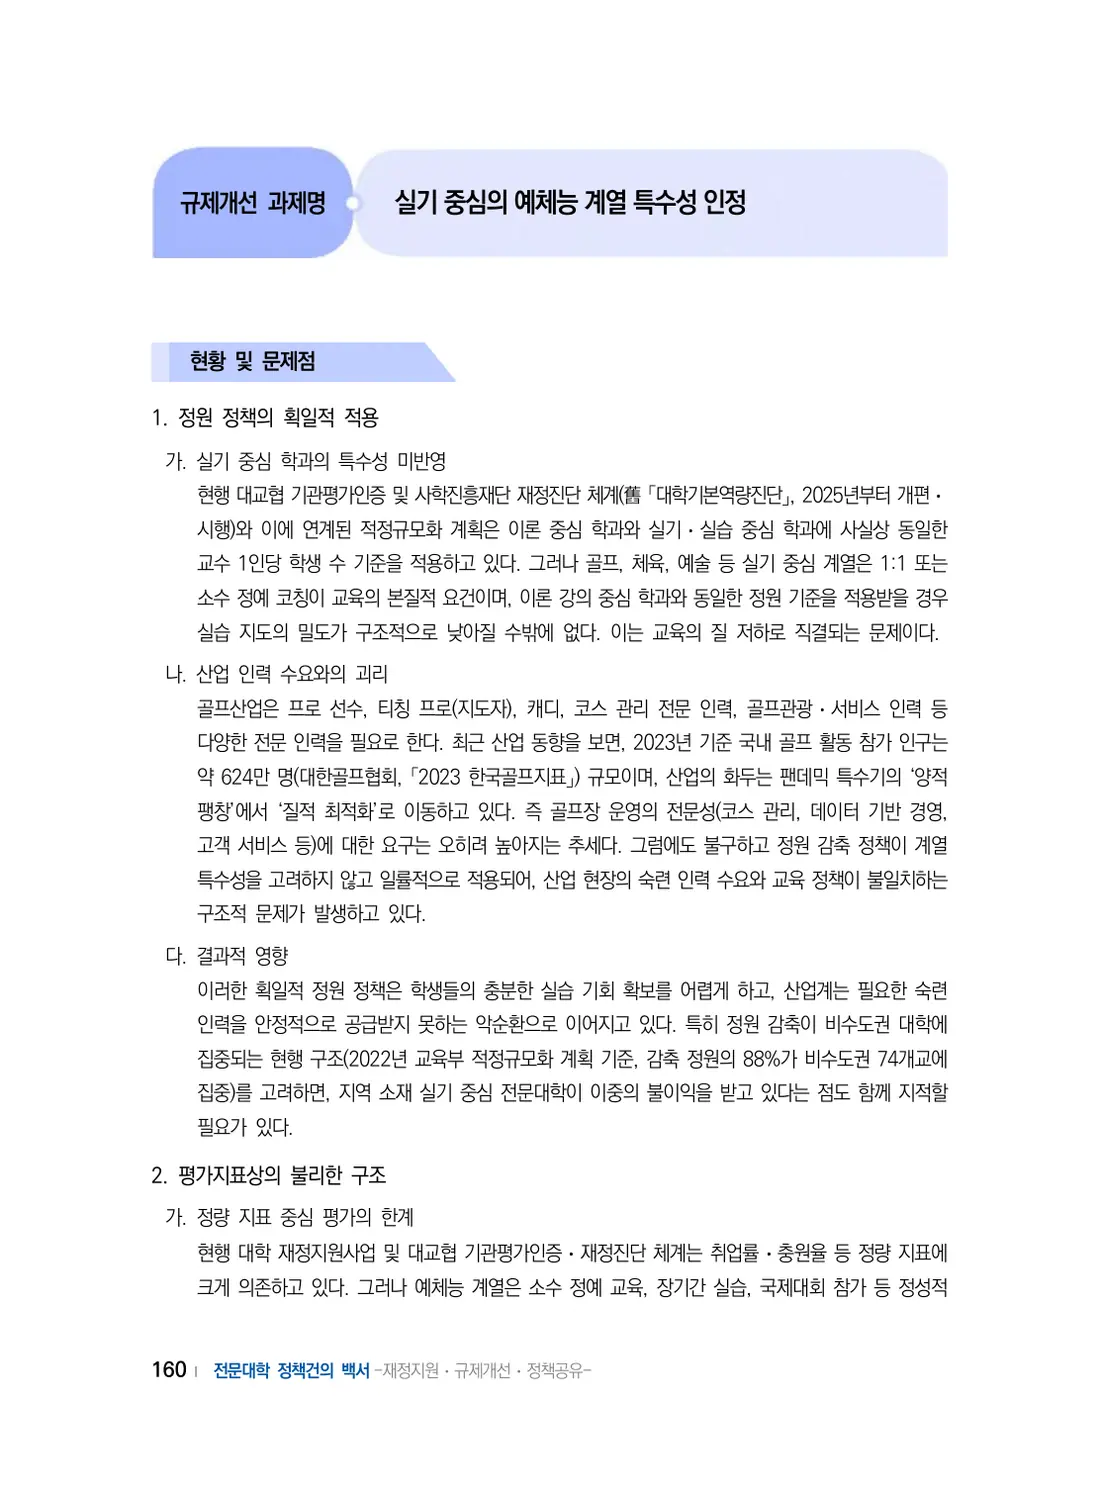 규제개선 과제명
실기 중심의 예체능 계열 특수성 인정
현황 및 문제점
1. 정원 정책의 획일적 적용
가. 실기 중심 학과의 특수성 미반영
현행 대교협 기관평가인증 및 사학진흥재단 재정진단 체계(舊 「대학기본역량진단」, 2025년부터 개편·
시행)와 이에 연계된 적정규모화 계획은 이론 중심 학과와 실기·실습 중심 학과에 사실상 동일한
교수 1인당 학생 수 기준을 적용하고 있다. 그러나 골프, 체육, 예술 등 실기 중심 계열은 1:1 또는
소수 정예 코칭이 교육의 본질적 요건이며, 이론 강의 중심 학과와 동일한 정원 기준을 적용받을 경우
실습 지도의 밀도가 구조적으로 낮아질 수밖에 없다. 이는 교육의 질 저하로 직결되는 문제이다.
나. 산업 인력 수요와의 괴리
골프산업은 프로 선수, 티칭 프로(지도자), 캐디, 코스 관리 전문 인력, 골프관광·서비스 인력 등
다양한 전문 인력을 필요로 한다. 최근 산업 동향을 보면, 2023년 기준 국내 골프 활동 참가 인구는
약 624만 명(대한골프협회, 「2023 한국골프지표」) 규모이며, 산업의 화두는 팬데믹 특수기의 ‘양적
팽창’에서 ‘질적 최적화’로 이동하고 있다. 즉 골프장 운영의 전문성(코스 관리, 데이터 기반 경영,
고객 서비스 등)에 대한 요구는 오히려 높아지는 추세다. 그럼에도 불구하고 정원 감축 정책이 계열
특수성을 고려하지 않고 일률적으로 적용되어, 산업 현장의 숙련 인력 수요와 교육 정책이 불일치하는
구조적 문제가 발생하고 있다.
다. 결과적 영향
이러한 획일적 정원 정책은 학생들의 충분한 실습 기회 확보를 어렵게 하고, 산업계는 필요한 숙련
인력을 안정적으로 공급받지 못하는 악순환으로 이어지고 있다. 특히 정원 감축이 비수도권 대학에
집중되는 현행 구조(2022년 교육부 적정규모화 계획 기준, 감축 정원의 88%가 비수도권 74개교에
집중)를 고려하면, 지역 소재 실기 중심 전문대학이 이중의 불이익을 받고 있다는 점도 함께 지적할
필요가 있다.
2. 평가지표상의 불리한 구조
가. 정량 지표 중심 평가의 한계
현행 대학 재정지원사업 및 대교협 기관평가인증·재정진단 체계는 취업률·충원율 등 정량 지표에
크게 의존하고 있다. 그러나 예체능 계열은 소수 정예 교육, 장기간 실습, 국제대회 참가 등 정성적
160 | 전문대학 정책건의 백서 -재정지원·규제개선·정책공유-